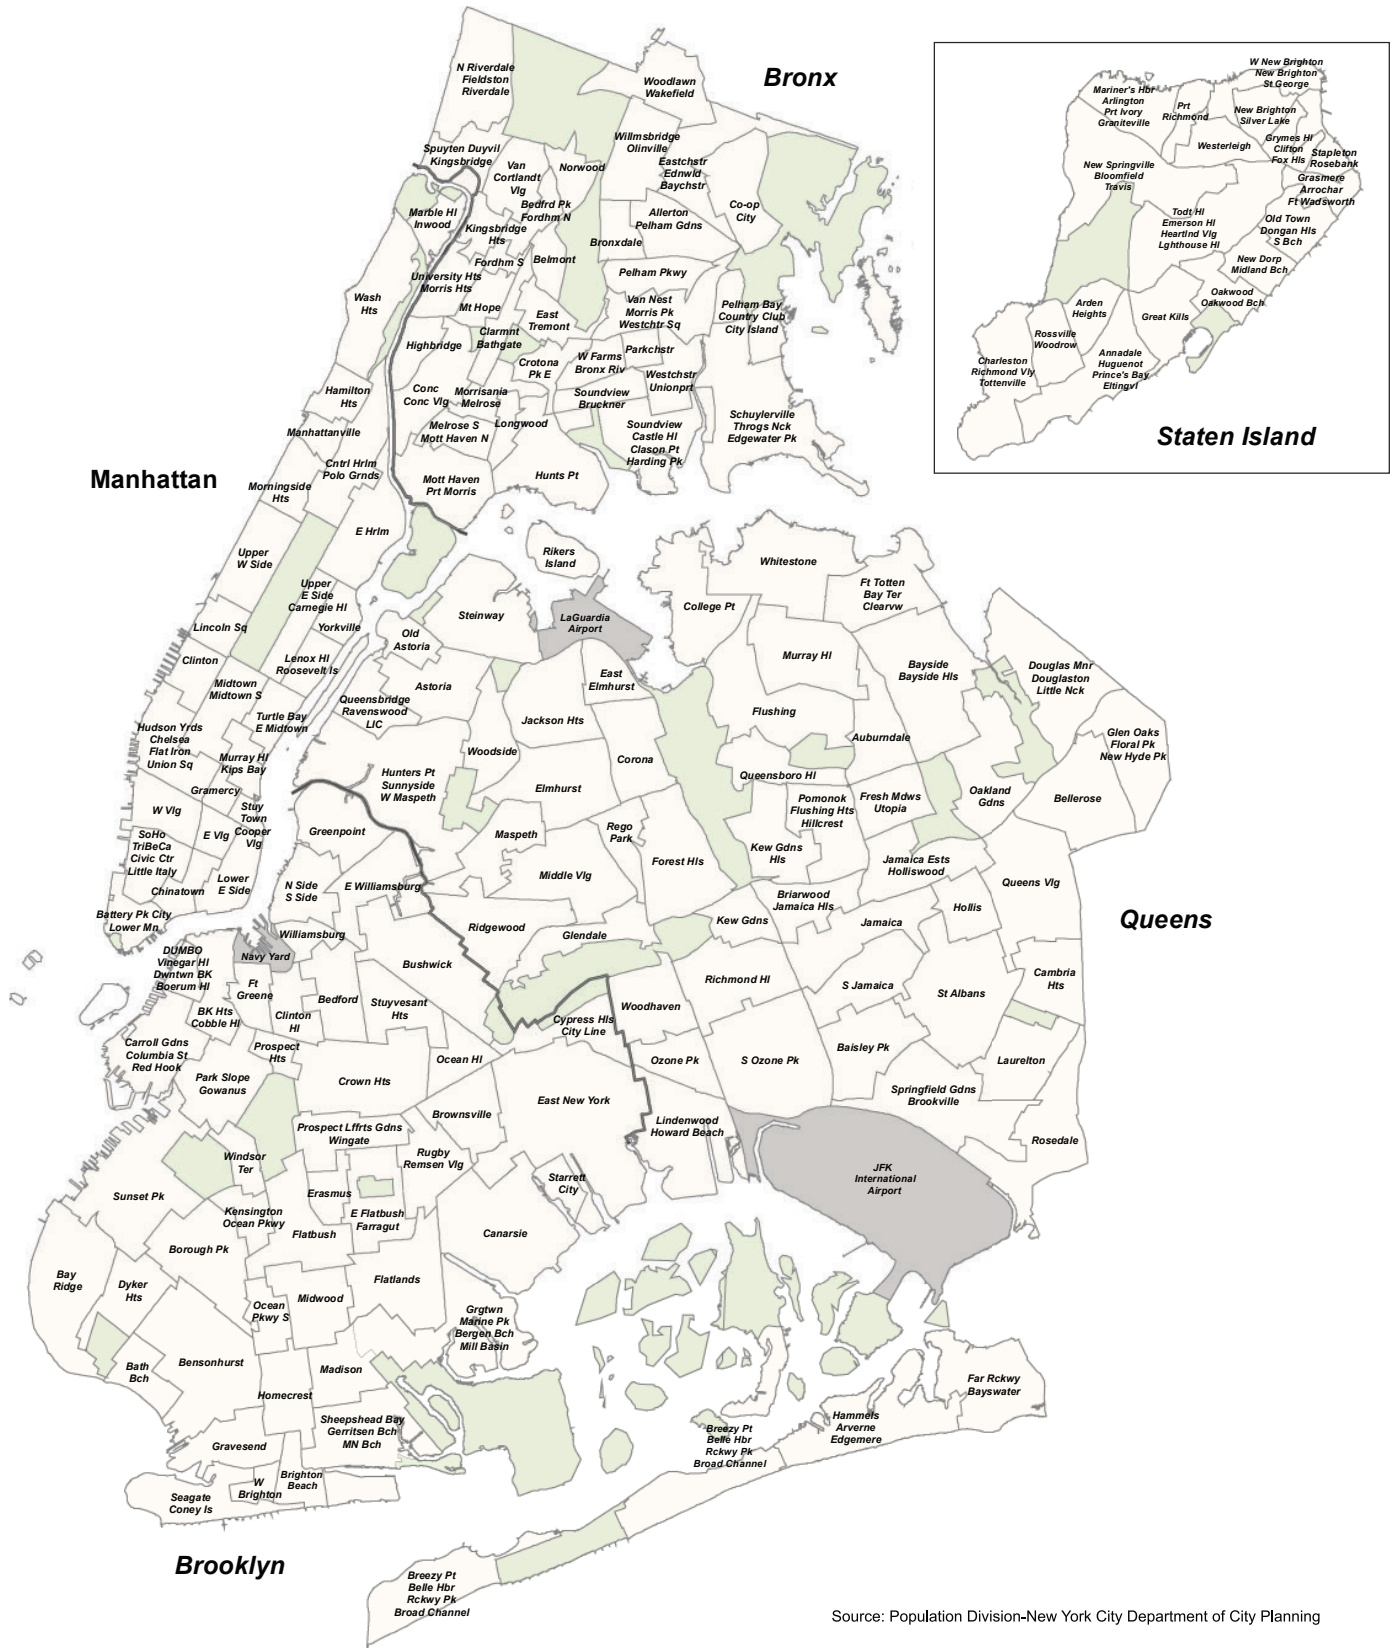 Bronx
N Riverdale
Fieldston
Riverdale
Woodlawn
Wakefield
Willmsbridge
Olinville
Spuyten Duyvil
Kingsbridge
Van
Cortlandt
Vlg
Norwood
Eastchstr
Ednwld
Baychstr
Bedfrd Pk
Fordhm N
Co-op
City
Allerton
Pelham Gdns
Marble Hl
Inwood
Kingsbridge
Hts
Bronxdale
Fordhm S
Belmont
Pelham Pkwy
University Hts
Morris Hts
Wash
Hts
Mt Hope
Van Nest
Morris Pk
Westchtr Sq
Pelham Bay
Country Club
City Island
East
Tremont
Clarmnt
Bathgate
Highbridge
Crotona
Pk E
W Farms
Bronx Riv
Parkchstr
Westchstr
Unionprt
Conc
Conc Vlg
Morrisania
Melrose
Soundview
Bruckner
Hamilton
Hts
Longwood
Melrose S
Mott Haven N
Schuylerville
Throgs Nck
Edgewater Pk
Soundview
Castle Hl
Clason Pt
Harding Pk
Manhattanville
Cntrl Hrlm
Polo Grnds
Mott Haven
Prt Morris
Hunts Pt
Manhattan
Morningside
Hts
W New Brighton
New Brighton
St George
Mariner's Hbr
Arlington
Prt Ivory
Graniteville
Prt
Richmond
New Brighton
Silver Lake
Westerleigh
Grymes Hl
Clifton
Fox Hls
Stapleton
Rosebank
New Springville
Bloomfield
Travis
Grasmere
Arrochar
Ft Wadsworth
Todt Hl
Emerson Hl
Heartlnd Vlg
Lghthouse Hl
Old Town
Dongan Hls
S Bch
New Dorp
Midland Bch
Oakwood
Oakwood Bch
Arden
Heights
Great Kills
Rossville
Woodrow
Charleston
Richmond Vly
Tottenville
Annadale
Huguenot
Prince's Bay
Eltingvl
Staten Island
E Hrlm
Upper
W Side
Rikers
Island
Whitestone
Upper
E Side
Carnegie Hl
Ft Totten
Bay Ter
Clearvw
College Pt
Steinway
LaGuardia
Airport
Lincoln Sq
Yorkville
Old
Astoria
Clinton
Lenox Hl
Roosevelt Is
Murray Hl
Bayside
Bayside Hls
Douglas Mnr
Douglaston
Little Nck
Midtown
Midtown S
East
Elmhurst
Astoria
Queensbridge
Ravenswood
LIC
Turtle Bay
E Midtown
Jackson Hts
Flushing
Hudson Yrds
Chelsea
Flat Iron
Union Sq
Auburndale
Glen Oaks
Floral Pk
New Hyde Pk
Woodside
Corona
Murray Hl
Kips Bay
Hunters Pt
Sunnyside
W Maspeth
Queensboro Hl
Elmhurst
Gramercy
Pomonok
Flushing Hts
Hillcrest
Fresh Mdws
Utopia
Oakland
Gdns
Bellerose
W Vlg
Stuy
Town
Cooper
Vlg
E Vlg
Greenpoint
Maspeth
Rego
Park
SoHo
TriBeCa
Civic Ctr
Little Italy
Kew Gdns
Hls
Forest Hls
Jamaica Ests
Holliswood
Middle Vlg
Queens Vlg
Chinatown
Lower
E Side
N Side
S Side
E Williamsburg
Briarwood
Jamaica Hls
Hollis
Battery Pk City
Lower Mn
Kew Gdns
Jamaica
Queens
Ridgewood
Glendale
Williamsburg
Navy Yard
DUMBO
Vinegar Hl
Dwntwn BK
Boerum Hl
Bushwick
Richmond Hl
Cambria
Hts
S Jamaica
St Albans
Ft
Greene
Bedford
Stuyvesant
Hts
Woodhaven
BK Hts
Cobble Hl
Clinton
Hl
Cypress Hls
City Line
Carroll Gdns
Columbia St
Red Hook
Prospect
Hts
Ocean Hl
Ozone Pk
S Ozone Pk
Baisley Pk
Laurelton
Park Slope
Gowanus
Crown Hts
Springfield Gdns
Brookville
East New York
Brownsville
Lindenwood
Howard Beach
Prospect Lffrts Gdns
Wingate
Rosedale
Windsor
Ter
Rugby
Remsen Vlg
JFK
International
Airport
Starrett
City
Sunset Pk
Erasmus
Kensington
Ocean Pkwy
E Flatbush
Farragut
Flatbush
Canarsie
Borough Pk
Bay
Ridge
Dyker
Hts
Flatlands
Midwood
Ocean
Pkwy S
Grgtwn
Marine Pk
Bergen Bch
Mill Basin
Bensonhurst
Bath
Bch
Madison
Far Rckwy
Bayswater
Homecrest
Sheepshead Bay
Gerritsen Bch
MN Bch
Hammels
Arverne
Edgemere
Breezy Pt
Belle Hbr
Rckwy Pk
Broad Channel
Gravesend
Brighton
Beach
W
Brighton
Seagate
Coney Is
Brooklyn
Breezy Pt
Belle Hbr
Rckwy Pk
Broad Channel
Source: Population Division-New York City Department of City Planning